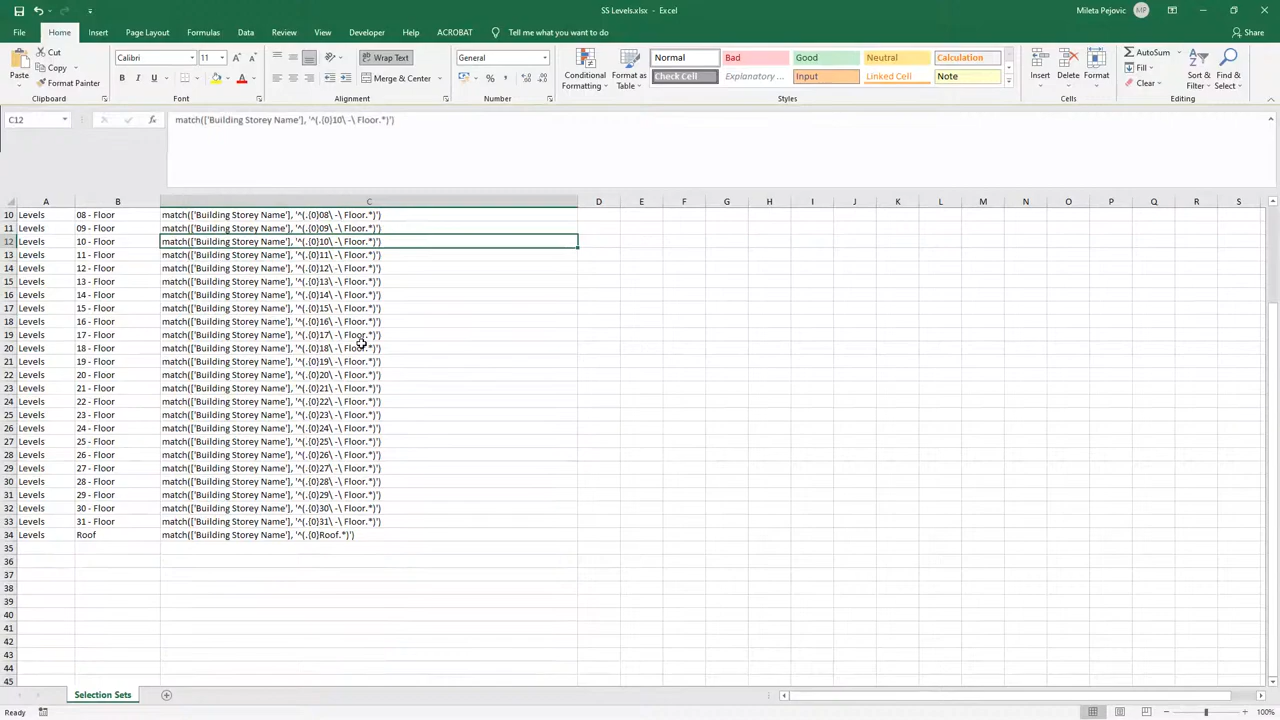 SS Levels.xlsx - Excel
Mileta Pejovic MP
File Home Insert Page Layout Formulas Data Review View Developer Help ACROBAT Tell me what you want to do Share
Paste Cut Copy Format Painter Clipboard
Calibri 11 B I U A A A Font
Wrap Text Merge & Center Alignment
General % Number
Conditional Formatting Format as Table Normal Bad Good Neutral Calculation
Check Cell Explanatory ... Input Linked Cell Note Styles
Insert Delete Format Cells
AutoSum Fill Clear Sort & Filter Find & Select Editing
C12 fx match(['Building Storey Name'], '^(.{0}10\ -\ Floor.*)')
A B C D E F G H I J K L M N O P Q R S
10 Levels 08 - Floor match(['Building Storey Name'], '^(.{0}08\ -\ Floor.*)')
11 Levels 09 - Floor match(['Building Storey Name'], '^(.{0}09\ -\ Floor.*)')
12 Levels 10 - Floor match(['Building Storey Name'], '^(.{0}10\ -\ Floor.*)')
13 Levels 11 - Floor match(['Building Storey Name'], '^(.{0}11\ -\ Floor.*)')
14 Levels 12 - Floor match(['Building Storey Name'], '^(.{0}12\ -\ Floor.*)')
15 Levels 13 - Floor match(['Building Storey Name'], '^(.{0}13\ -\ Floor.*)')
16 Levels 14 - Floor match(['Building Storey Name'], '^(.{0}14\ -\ Floor.*)')
17 Levels 15 - Floor match(['Building Storey Name'], '^(.{0}15\ -\ Floor.*)')
18 Levels 16 - Floor match(['Building Storey Name'], '^(.{0}16\ -\ Floor.*)')
19 Levels 17 - Floor match(['Building Storey Name'], '^(.{0}17\ -\ Floor.*)')
20 Levels 18 - Floor match(['Building Storey Name'], '^(.{0}18\ -\ Floor.*)')
21 Levels 19 - Floor match(['Building Storey Name'], '^(.{0}19\ -\ Floor.*)')
22 Levels 20 - Floor match(['Building Storey Name'], '^(.{0}20\ -\ Floor.*)')
23 Levels 21 - Floor match(['Building Storey Name'], '^(.{0}21\ -\ Floor.*)')
24 Levels 22 - Floor match(['Building Storey Name'], '^(.{0}22\ -\ Floor.*)')
25 Levels 23 - Floor match(['Building Storey Name'], '^(.{0}23\ -\ Floor.*)')
26 Levels 24 - Floor match(['Building Storey Name'], '^(.{0}24\ -\ Floor.*)')
27 Levels 25 - Floor match(['Building Storey Name'], '^(.{0}25\ -\ Floor.*)')
28 Levels 26 - Floor match(['Building Storey Name'], '^(.{0}26\ -\ Floor.*)')
29 Levels 27 - Floor match(['Building Storey Name'], '^(.{0}27\ -\ Floor.*)')
30 Levels 28 - Floor match(['Building Storey Name'], '^(.{0}28\ -\ Floor.*)')
31 Levels 29 - Floor match(['Building Storey Name'], '^(.{0}29\ -\ Floor.*)')
32 Levels 30 - Floor match(['Building Storey Name'], '^(.{0}30\ -\ Floor.*)')
33 Levels 31 - Floor match(['Building Storey Name'], '^(.{0}31\ -\ Floor.*)')
34 Levels Roof match(['Building Storey Name'], '^(.{0}Roof.*)')
35
36
37
38
39
40
41
42
43
44
45
Selection Sets
Ready 100%